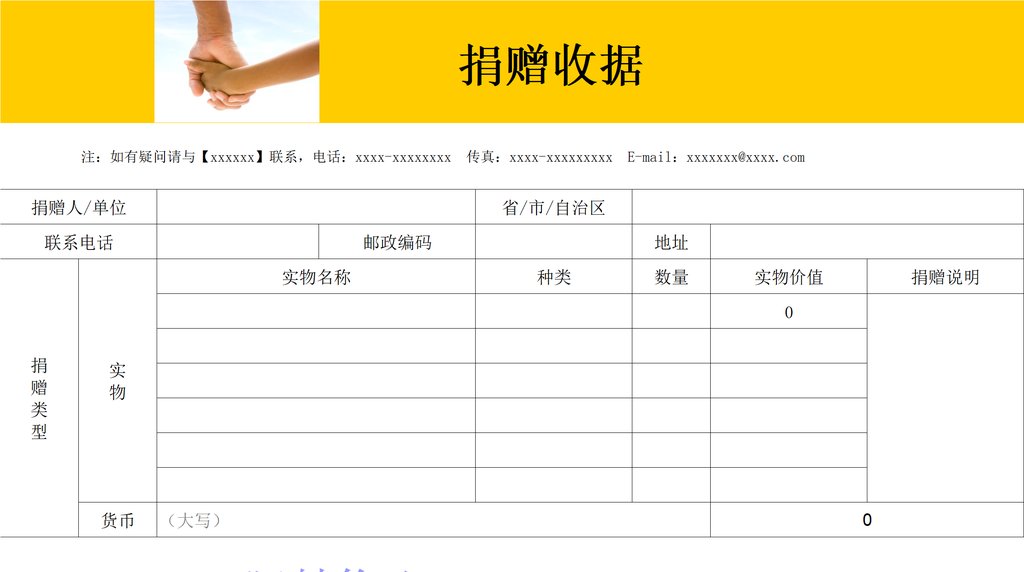 捐赠收据
注：如有疑问请与【xxxxxx】联系，电话：xxxx-xxxxxxxx 传真：xxxx-xxxxxxxxx E-mail：xxxxxxx@xxxx.com
捐赠人/单位 省/市/自治区
联系电话 邮政编码 地址
捐赠类型 实物 实物名称 种类 数量 实物价值 捐赠说明
0
货币 （大写） 0